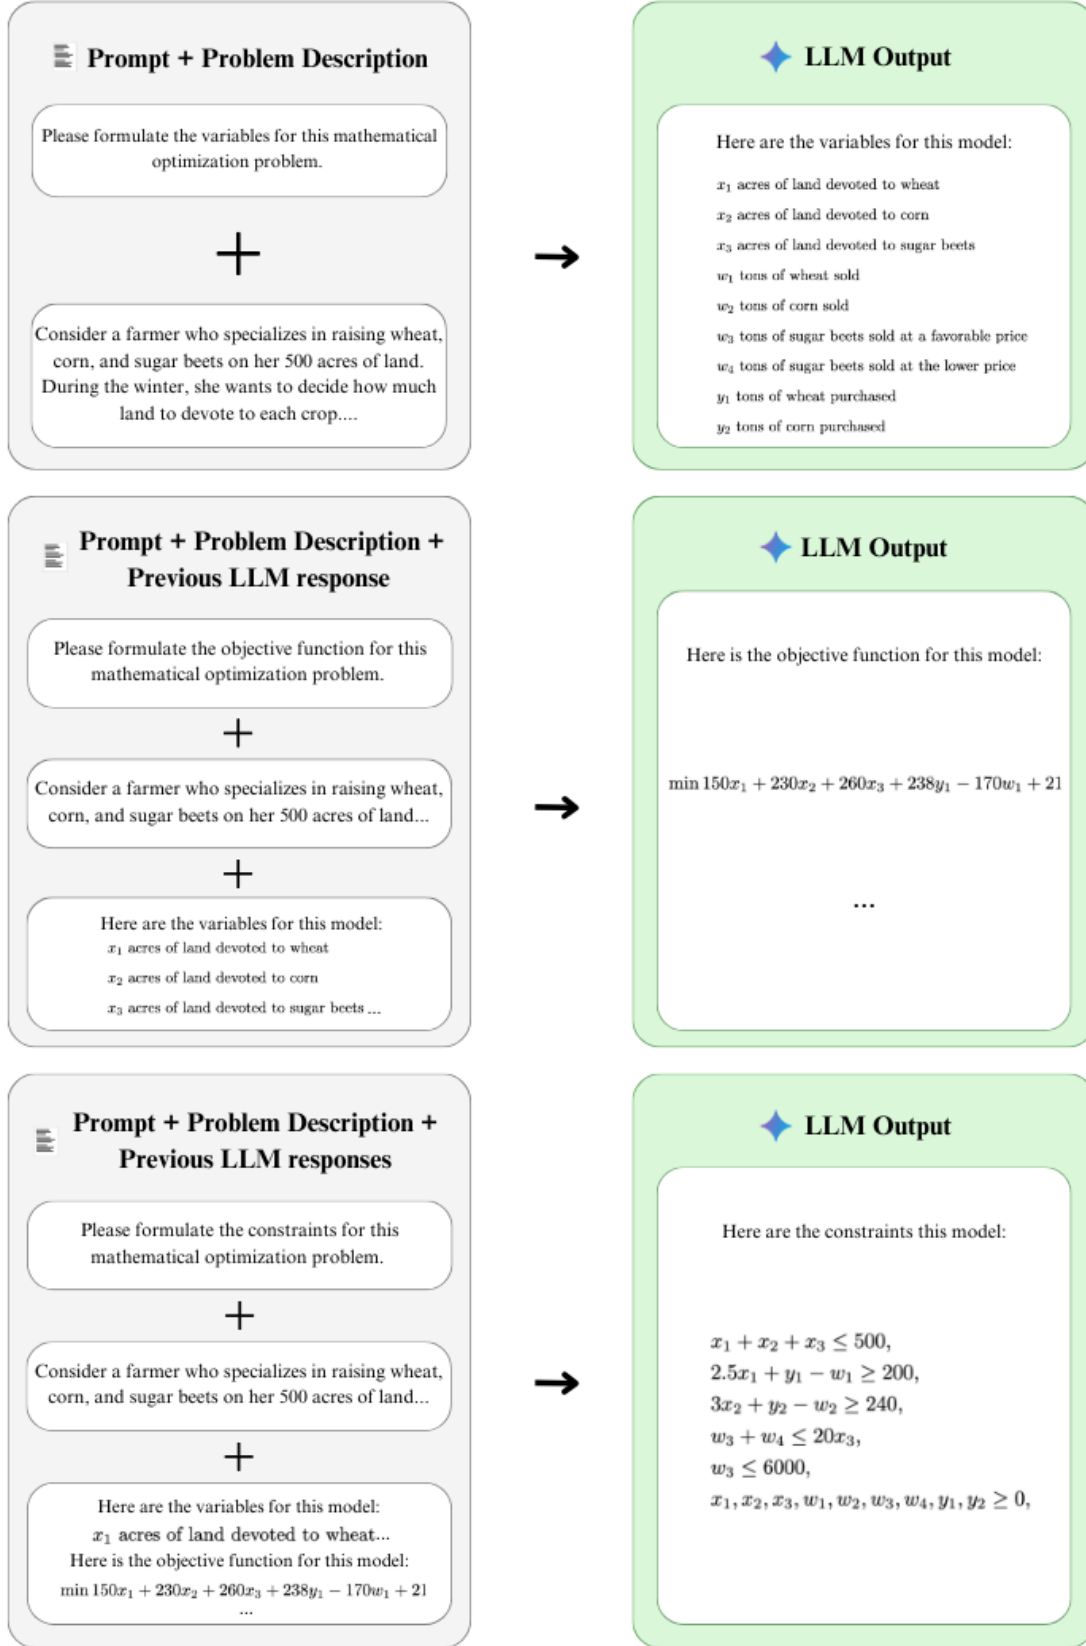 Prompt + Problem Description
Please formulate the variables for this mathematical
optimization problem.
+
Consider a farmer who specializes in raising wheat,
corn, and sugar beets on her 500 acres of land.
During the winter, she wants to decide how much
land to devote to each crop....
→
LLM Output
Here are the variables for this model:
x₁ acres of land devoted to wheat
x₂ acres of land devoted to corn
x₃ acres of land devoted to sugar beets
w₁ tons of wheat sold
w₂ tons of corn sold
w₃ tons of sugar beets sold at a favorable price
w₄ tons of sugar beets sold at the lower price
y₁ tons of wheat purchased
y₂ tons of corn purchased
Prompt + Problem Description +
Previous LLM response
Please formulate the objective function for this
mathematical optimization problem.
+
Consider a farmer who specializes in raising wheat,
corn, and sugar beets on her 500 acres of land...
+
Here are the variables for this model:
x₁ acres of land devoted to wheat
x₂ acres of land devoted to corn
x₃ acres of land devoted to sugar beets ...
→
LLM Output
Here is the objective function for this model:
min 150x₁ + 230x₂ + 260x₃ + 238y₁ − 170w₁ + 21
...
Prompt + Problem Description +
Previous LLM responses
Please formulate the constraints for this
mathematical optimization problem.
+
Consider a farmer who specializes in raising wheat,
corn, and sugar beets on her 500 acres of land...
+
Here are the variables for this model:
x₁ acres of land devoted to wheat...
Here is the objective function for this model:
min 150x₁ + 230x₂ + 260x₃ + 238y₁ − 170w₁ + 21
...
→
LLM Output
Here are the constraints this model:
x₁ + x₂ + x₃ ≤ 500,
2.5x₁ + y₁ − w₁ ≥ 200,
3x₂ + y₂ − w₂ ≥ 240,
w₃ + w₄ ≤ 20x₃,
w₃ ≤ 6000,
x₁, x₂, x₃, w₁, w₂, w₃, w₄, y₁, y₂ ≥ 0,